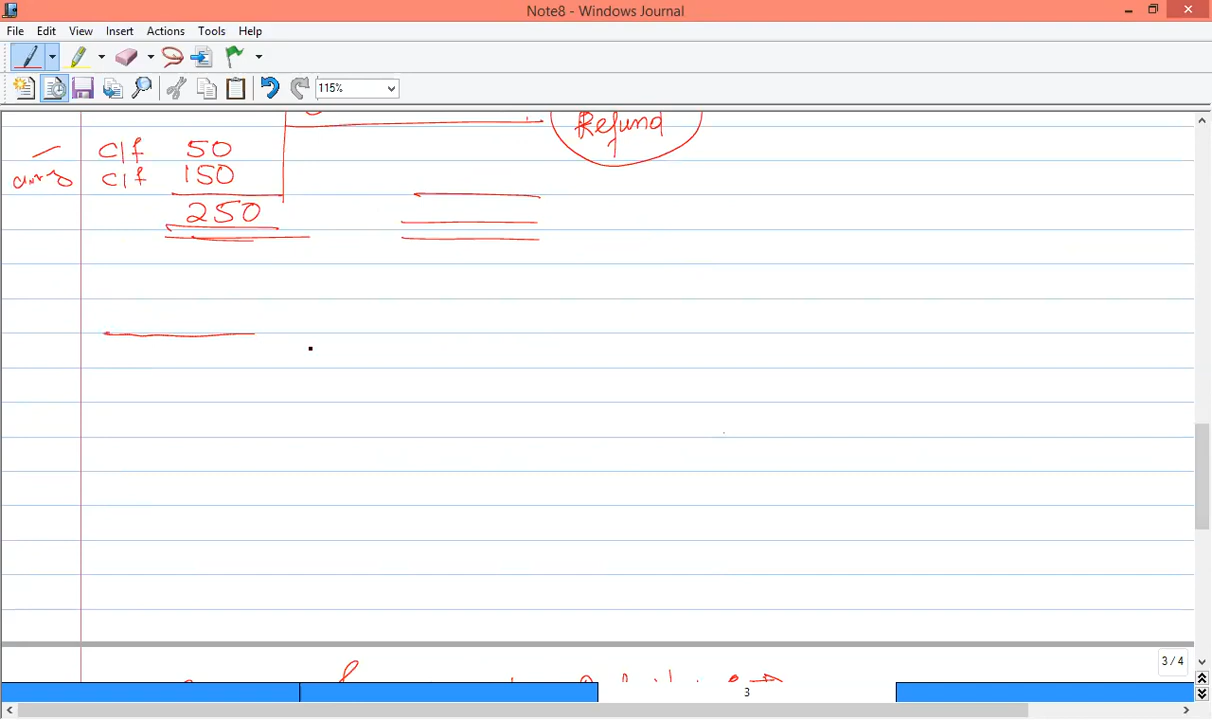 Note8 - Windows Journal
File Edit View Insert Actions Tools Help
115%
Refund
C/f 50
C/f 150
250
3 / 4
3